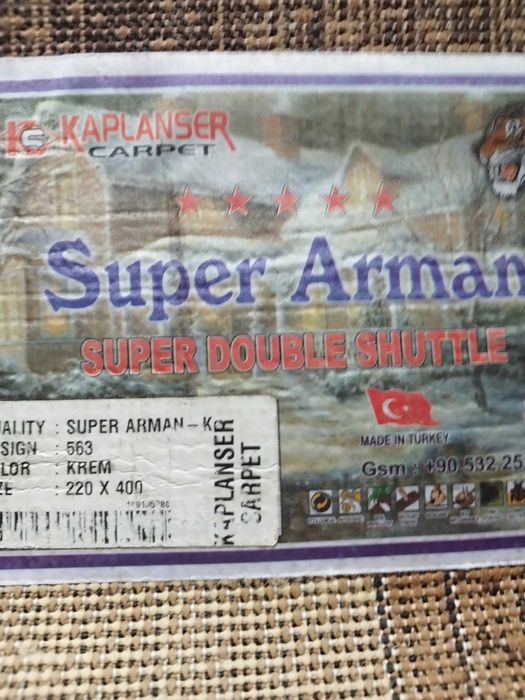 KAPLANSER
CARPET
Super Arman
SUPER DOUBLE SHUTTLE
MADE IN TURKEY
Gsm : +90 532 25
UALITY : SUPER ARMAN - K
SIGN : 563
LOR : KREM
ZE : 220 X 400
KAPLANSER
CARPET